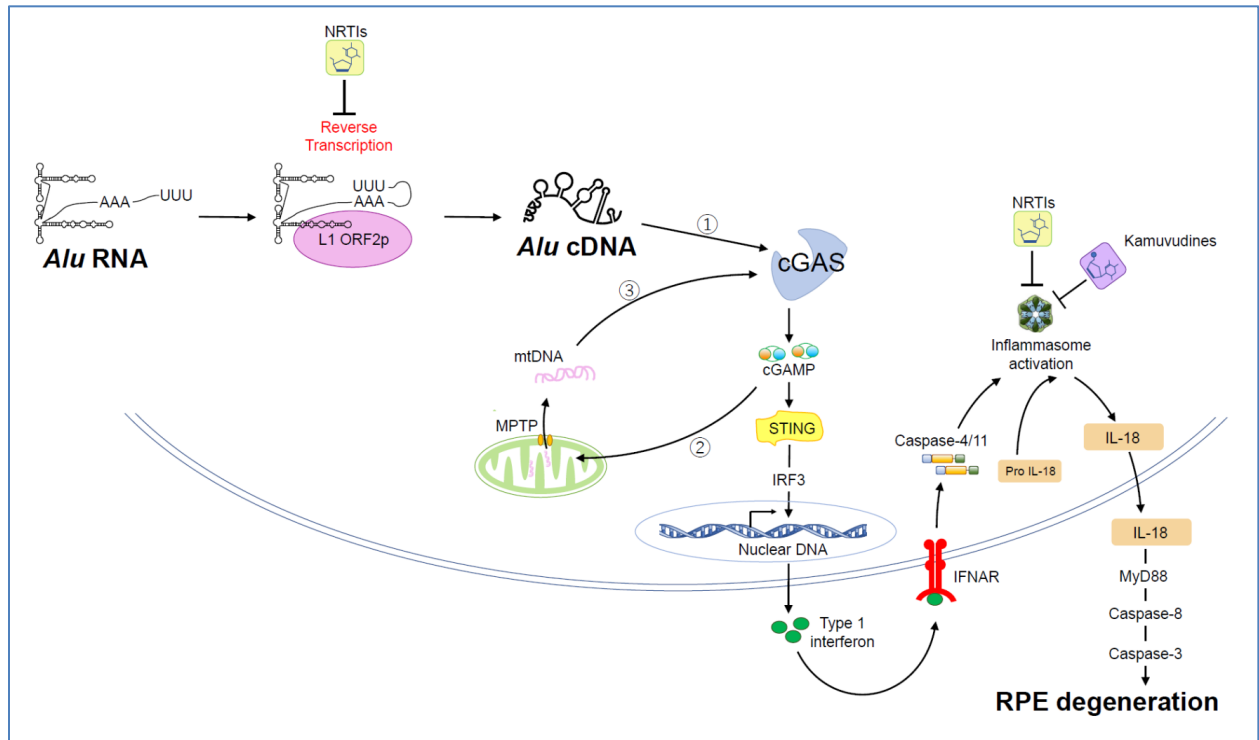 NRTIs
Reverse
Transcription
AAA
UUU
Alu RNA
UUU
AAA
L1 ORF2p
Alu cDNA
①
cGAS
③
mtDNA
MPTP
cGAMP
②
STING
IRF3
Nuclear DNA
Type 1
interferon
IFNAR
Caspase-4/11
Pro IL-18
NRTIs
Kamuvudines
Inflammasome
activation
IL-18
IL-18
MyD88
Caspase-8
Caspase-3
RPE degeneration